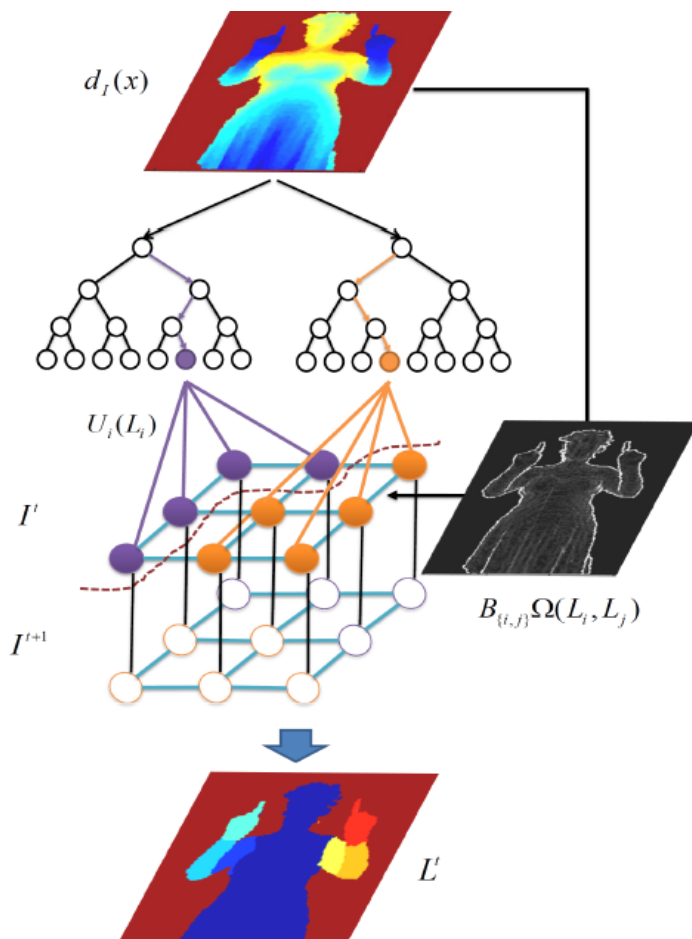 d_I(x)
U_i(L_i)
I^t
B_{i,j}Ω(L_i, L_j)
I^{t+1}
L^t